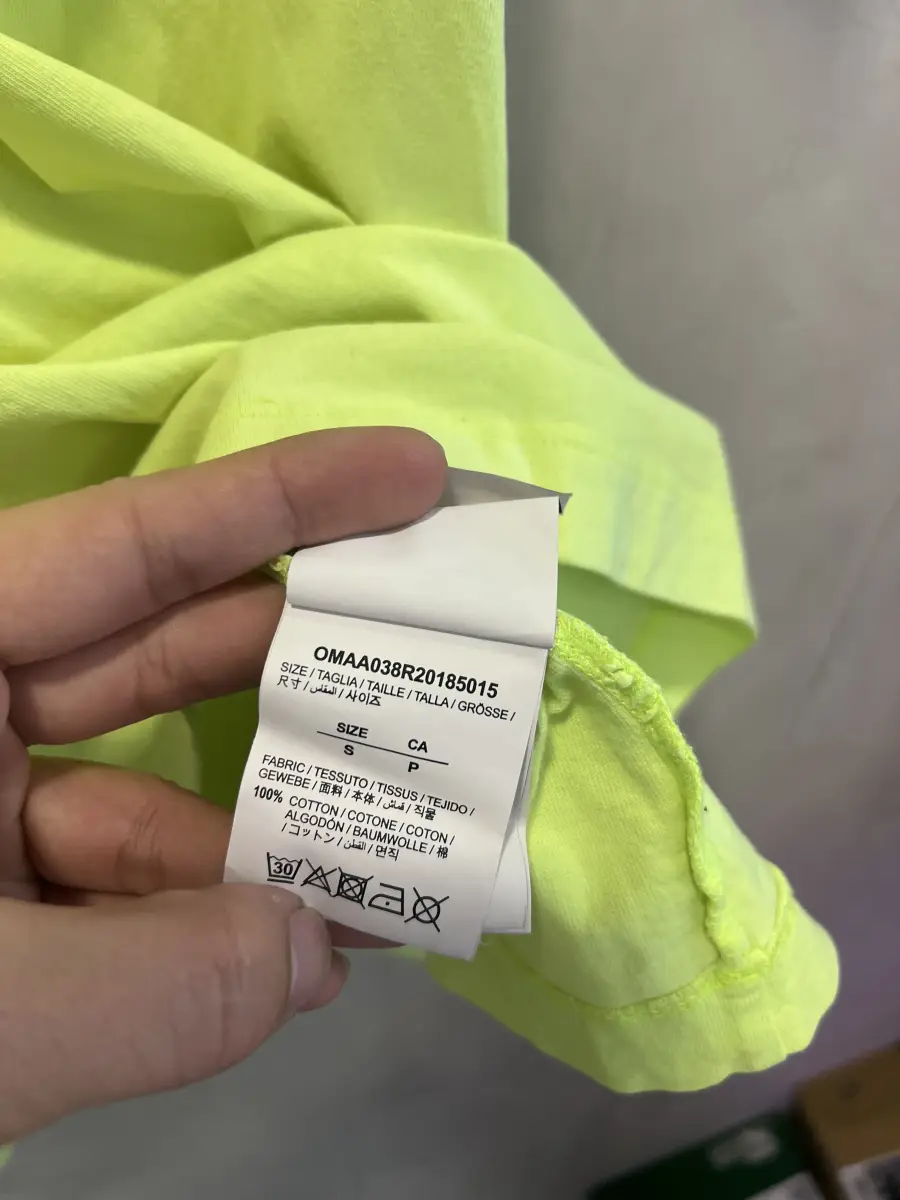 OMAA038R20185015
SIZE / TAGLIA / TAILLE / TALLA / GRÖSSE /
尺寸 / المقاس / 사이즈
SIZE CA
S P
FABRIC / TESSUTO / TISSUS / TEJIDO /
GEWEBE / 面料 / 本体 / قماش / 직물
100% COTTON / COTONE / COTON /
ALGODÓN / BAUMWOLLE / 棉
/ コットン / القطن / 면직
30